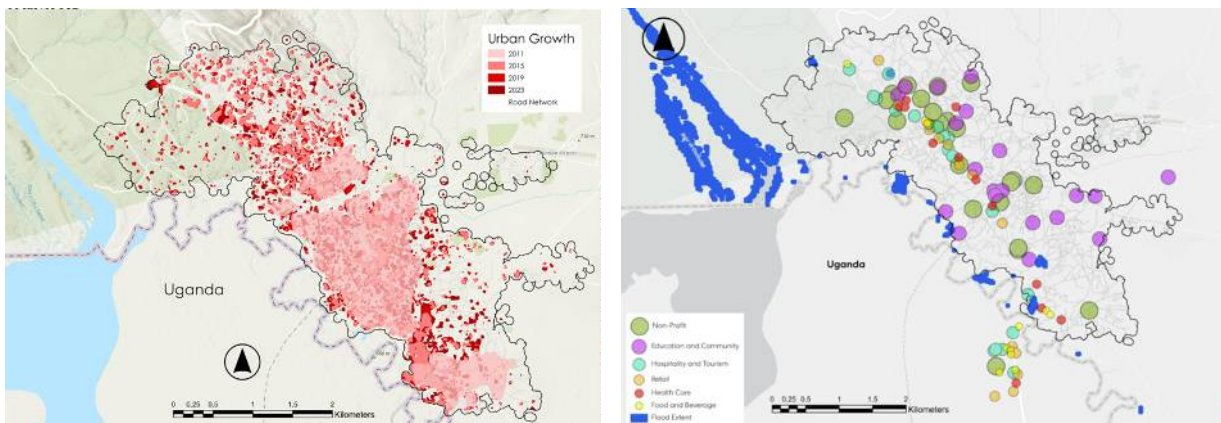 Urban Growth
2011
2015
2019
2023
Road Network
Uganda
0 0.25 0.5
1
1.5
2
Kilometers
Uganda
Non-Profit
Education and Community
Hospitality and Tourism
Retail
Health Care
Food and Beverage
Flood Extent
0 0.25 0.5
1
1.5
2
Kilometers